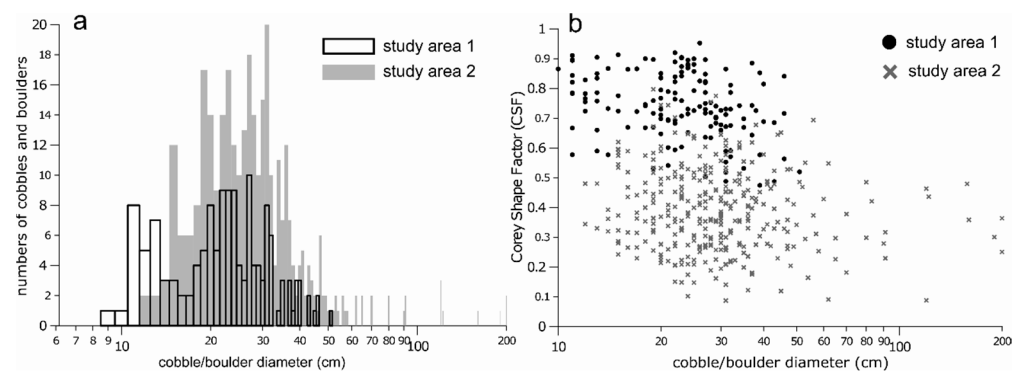 a
numbers of cobbles and boulders
20
18
16
14
12
10
8
6
4
2
0
study area 1
study area 2
6 7 8 9 10 20 30 40 50 60 70 80 90 100 200
cobble/boulder diameter (cm)
b
Corey Shape Factor (CSF)
1
0.9
0.8
0.7
0.6
0.5
0.4
0.3
0.2
0.1
0
study area 1
study area 2
10 20 30 40 50 60 70 80 90 100 200
cobble/boulder diameter (cm)